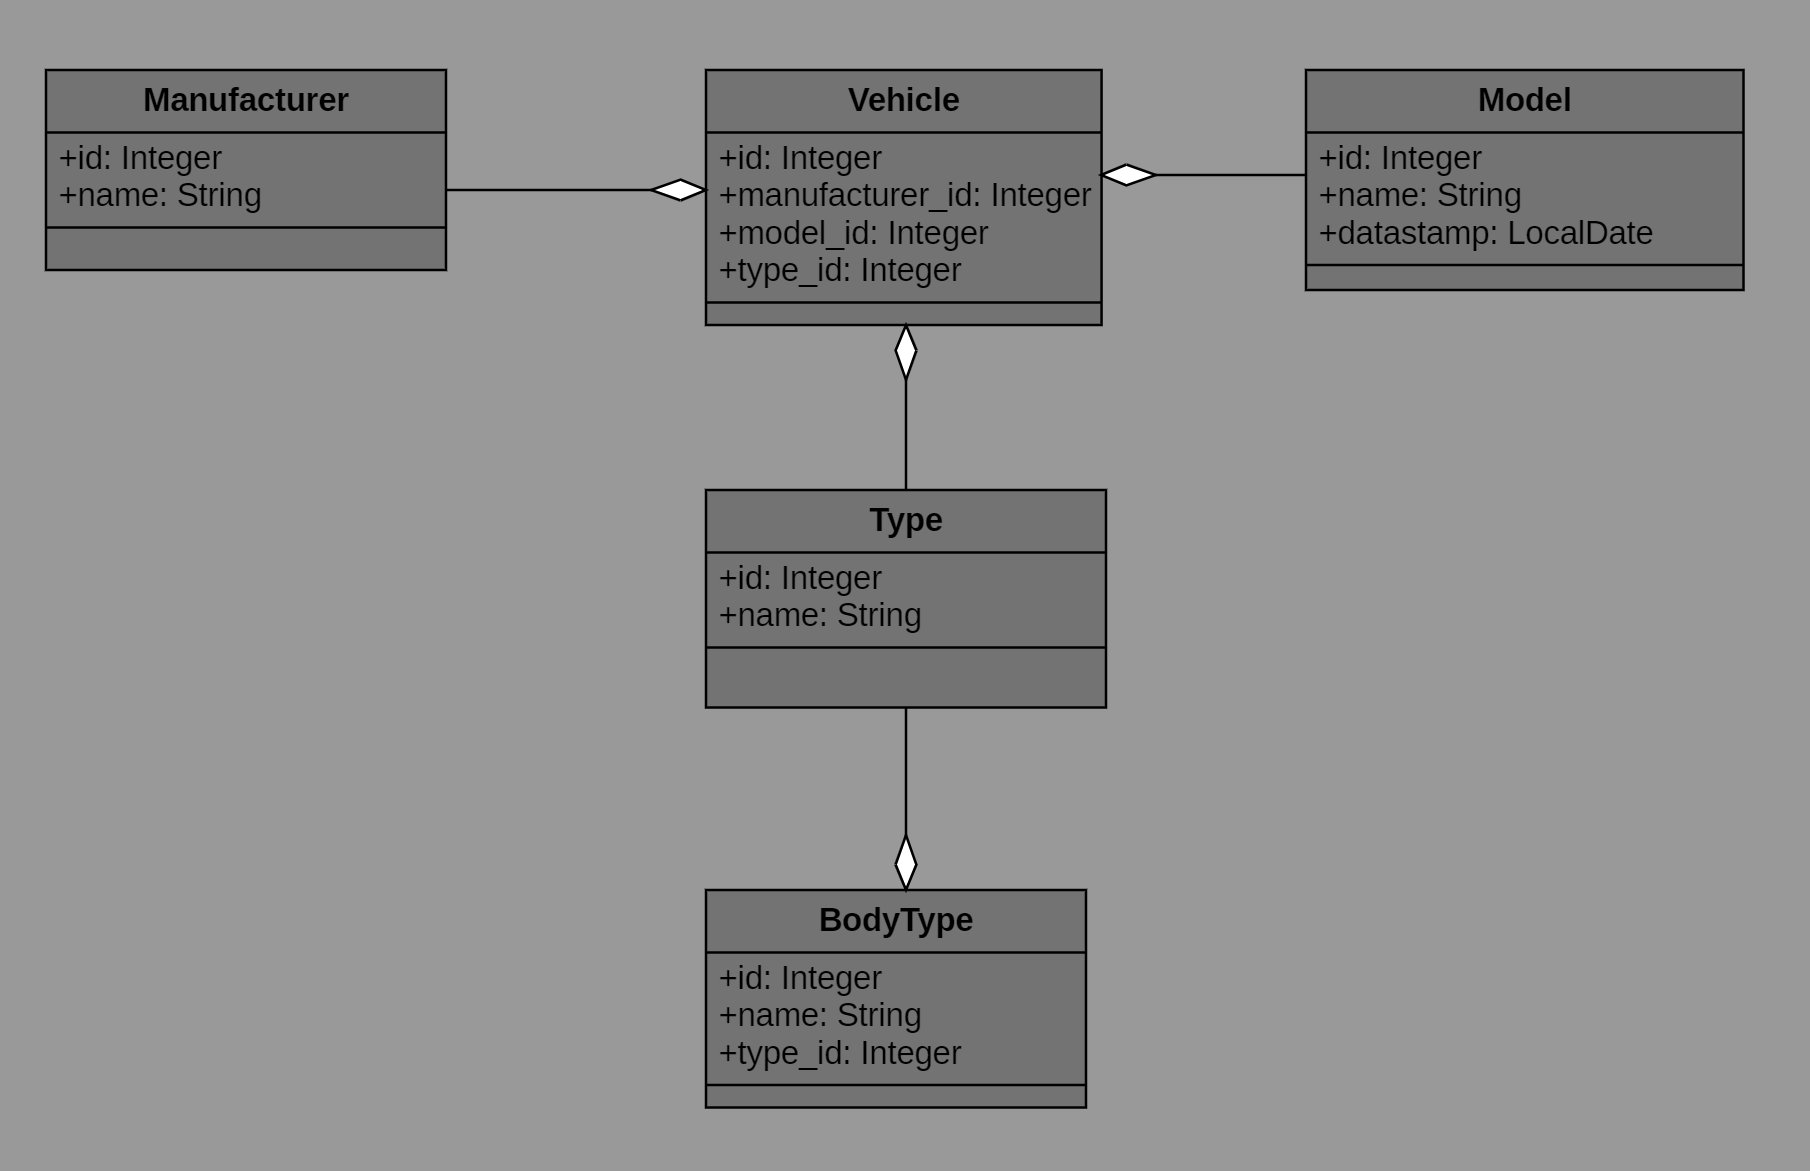 Manufacturer
+id: Integer
+name: String
Vehicle
+id: Integer
+manufacturer_id: Integer
+model_id: Integer
+type_id: Integer
Model
+id: Integer
+name: String
+datastamp: LocalDate
Type
+id: Integer
+name: String
BodyType
+id: Integer
+name: String
+type_id: Integer